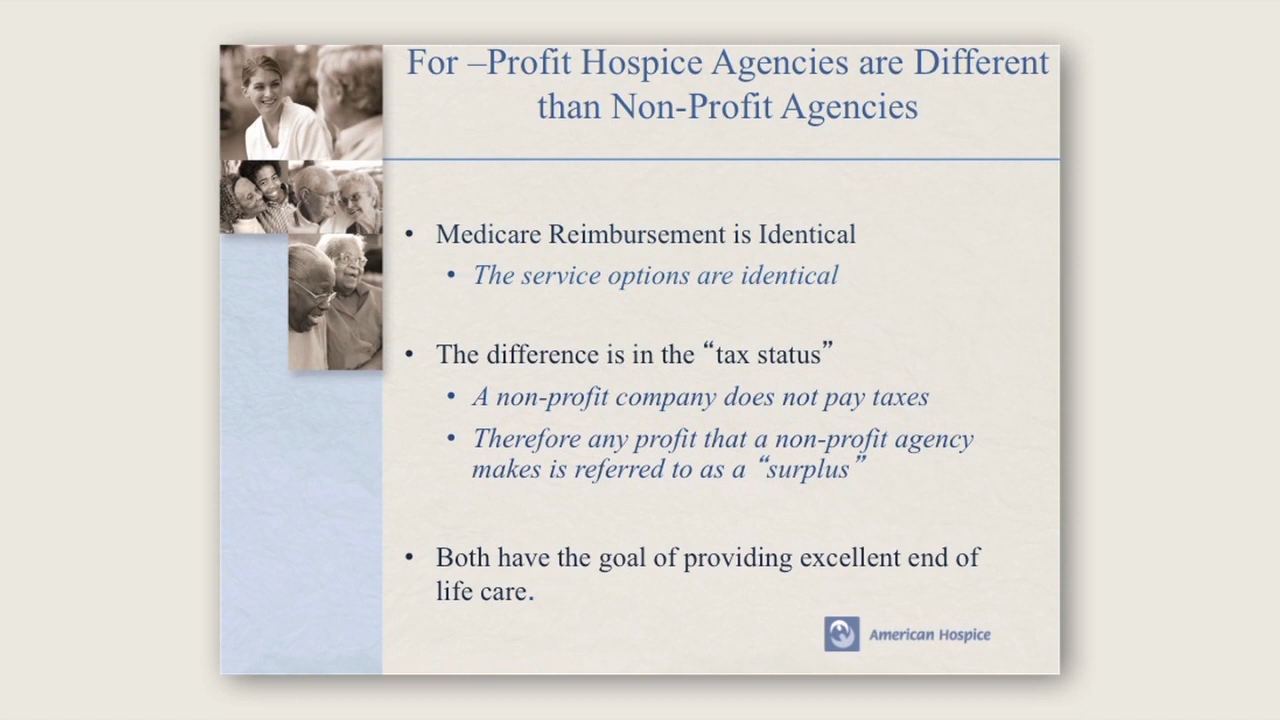 For –Profit Hospice Agencies are Different
than Non-Profit Agencies
• Medicare Reimbursement is Identical
• The service options are identical
• The difference is in the “tax status”
• A non-profit company does not pay taxes
• Therefore any profit that a non-profit agency
makes is referred to as a “surplus”
• Both have the goal of providing excellent end of
life care.
American Hospice